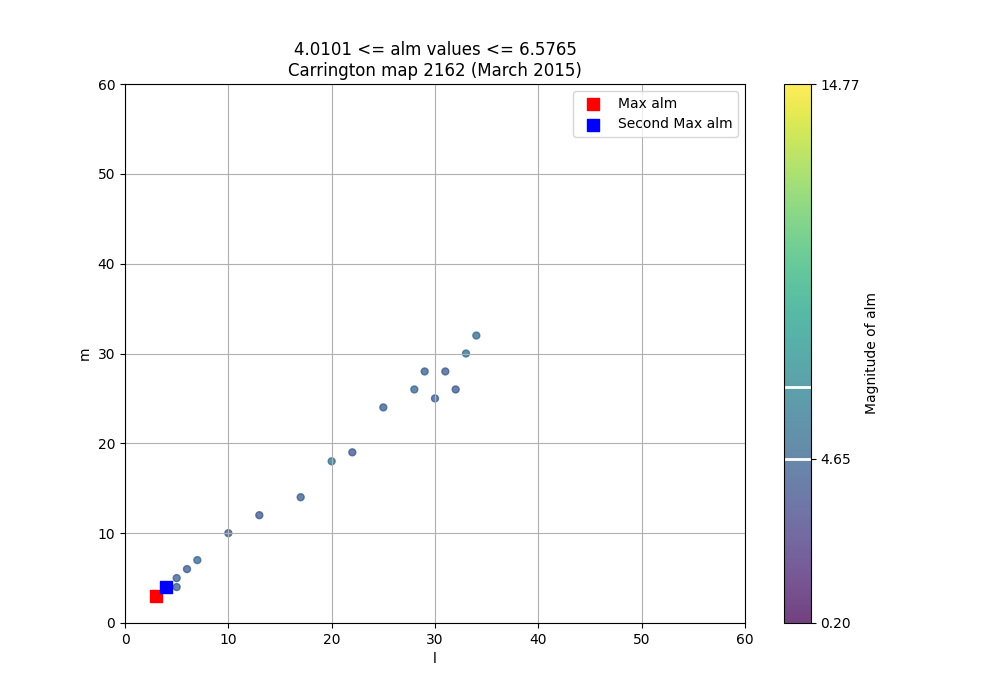 4.0101 <= alm values <= 6.5765
Carrington map 2162 (March 2015)
Max alm
Second Max alm
60
50
40
30
20
10
0
m
0 10 20 30 40 50 60
l
14.77
4.65
0.20
Magnitude of alm